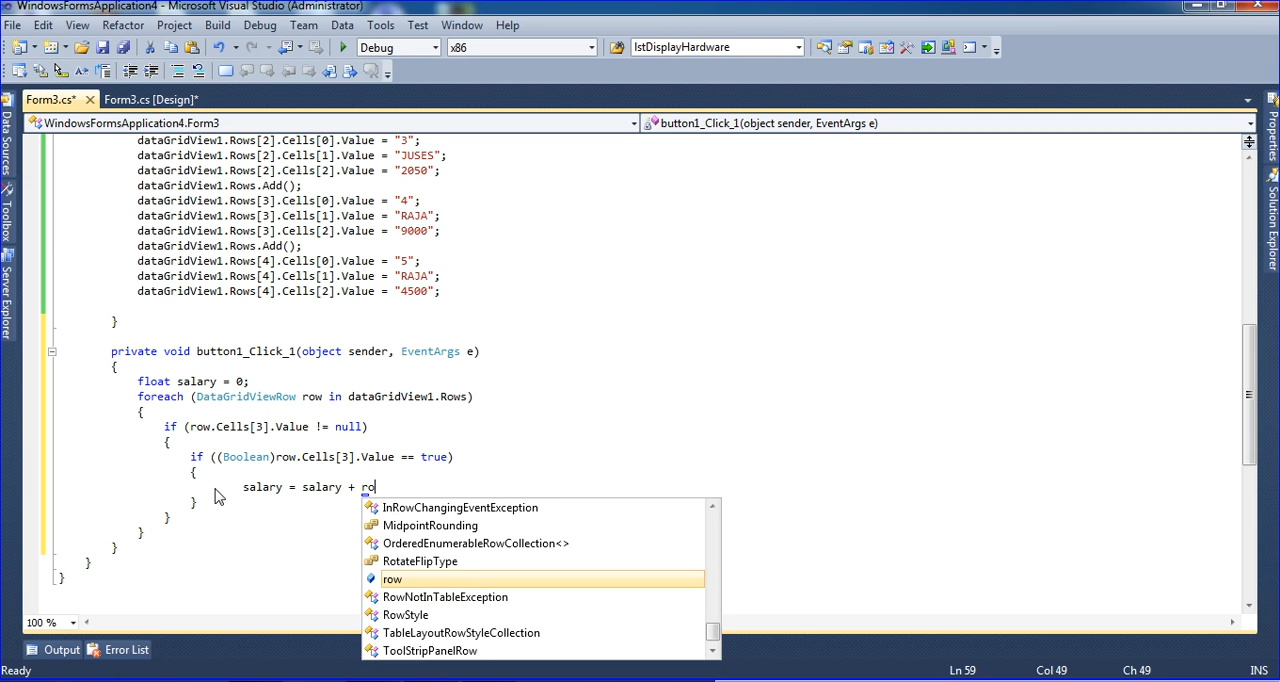 WindowsFormsApplication4 - Microsoft Visual Studio (Administrator)
File Edit View Refactor Project Build Debug Team Data Tools Test Window Help
Debug x86 lstDisplayHardware
Form3.cs* Form3.cs [Design]*
WindowsFormsApplication4.Form3 button1_Click_1(object sender, EventArgs e)
Data Sources
Toolbox
Server Explorer
Properties
Solution Explorer
dataGridView1.Rows[2].Cells[0].Value = "3";
dataGridView1.Rows[2].Cells[1].Value = "JUSES";
dataGridView1.Rows[2].Cells[2].Value = "2050";
dataGridView1.Rows.Add();
dataGridView1.Rows[3].Cells[0].Value = "4";
dataGridView1.Rows[3].Cells[1].Value = "RAJA";
dataGridView1.Rows[3].Cells[2].Value = "9000";
dataGridView1.Rows.Add();
dataGridView1.Rows[4].Cells[0].Value = "5";
dataGridView1.Rows[4].Cells[1].Value = "RAJA";
dataGridView1.Rows[4].Cells[2].Value = "4500";
}
private void button1_Click_1(object sender, EventArgs e)
{
float salary = 0;
foreach (DataGridViewRow row in dataGridView1.Rows)
{
if (row.Cells[3].Value != null)
{
if ((Boolean)row.Cells[3].Value == true)
{
salary = salary + ro
}
}
}
}
}
}
InRowChangingEventException
MidpointRounding
OrderedEnumerableRowCollection<>
RotateFlipType
row
RowNotInTableException
RowStyle
TableLayoutRowStyleCollection
ToolStripPanelRow
100 %
Output Error List
Ready Ln 59 Col 49 Ch 49 INS